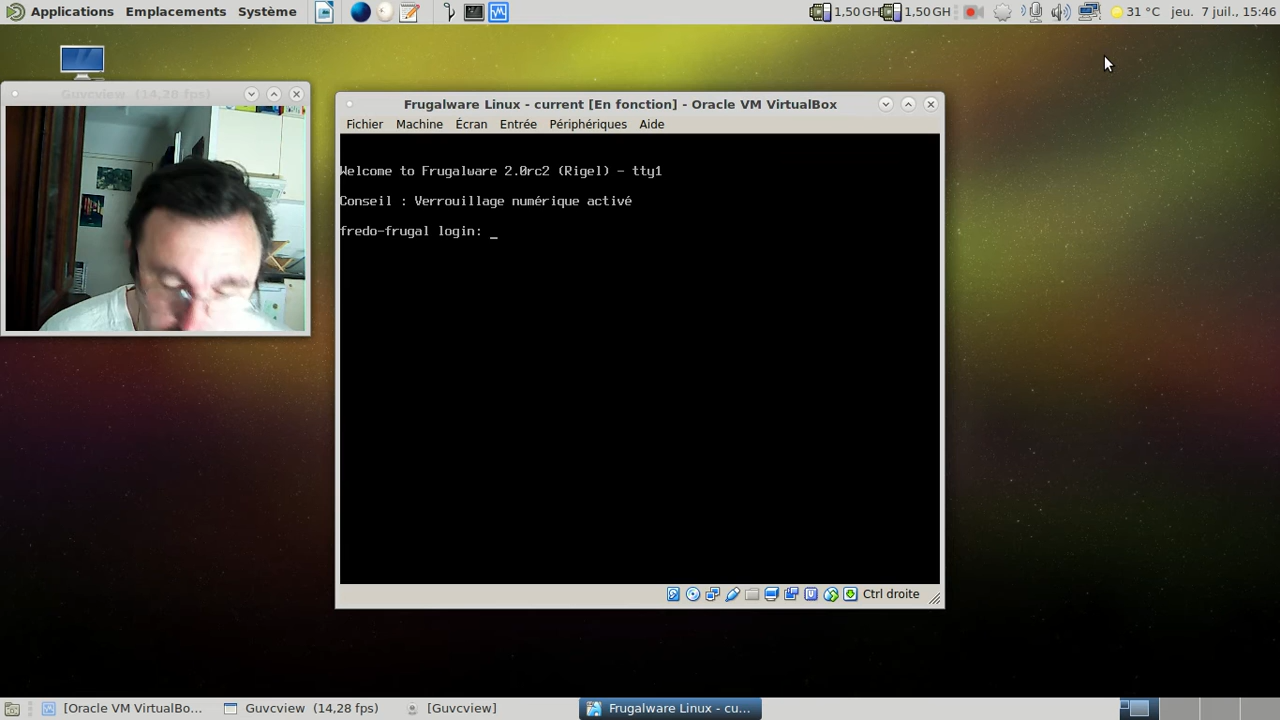 Applications Emplacements Système 1,50 GH 1,50 GH 31 °C jeu. 7 juil., 15:46
Guvcview (14,28 fps)
Frugalware Linux - current [En fonction] - Oracle VM VirtualBox
Fichier Machine Écran Entrée Périphériques Aide
Welcome to Frugalware 2.0rc2 (Rigel) - tty1
Conseil : Verrouillage numérique activé
fredo-frugal login: _
Ctrl droite
[Oracle VM VirtualBo... Guvcview (14,28 fps) [Guvcview] Frugalware Linux - cu...